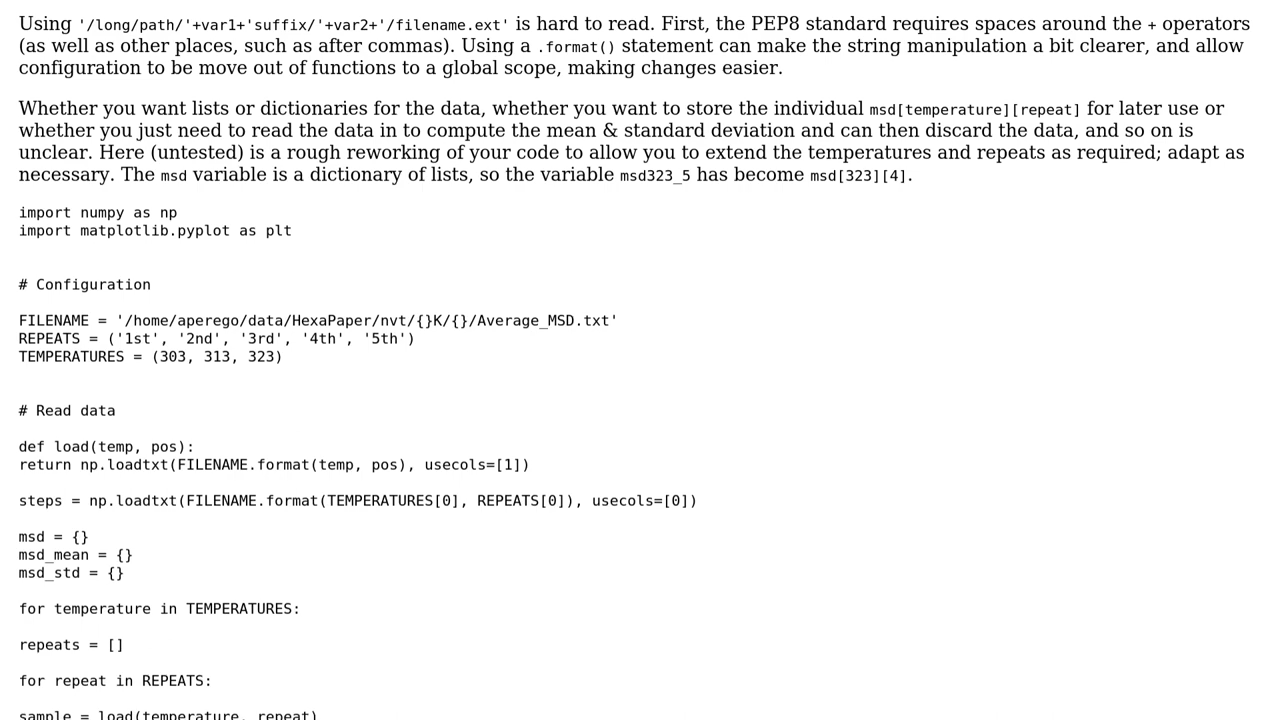 Using '/long/path/'+var1+'suffix/'+var2+'/filename.ext' is hard to read. First, the PEP8 standard requires spaces around the + operators
(as well as other places, such as after commas). Using a .format() statement can make the string manipulation a bit clearer, and allow
configuration to be move out of functions to a global scope, making changes easier.
Whether you want lists or dictionaries for the data, whether you want to store the individual msd[temperature][repeat] for later use or
whether you just need to read the data in to compute the mean & standard deviation and can then discard the data, and so on is
unclear. Here (untested) is a rough reworking of your code to allow you to extend the temperatures and repeats as required; adapt as
necessary. The msd variable is a dictionary of lists, so the variable msd323_5 has become msd[323][4].
import numpy as np
import matplotlib.pyplot as plt
# Configuration
FILENAME = '/home/aperego/data/HexaPaper/nvt/{}K/{}/Average_MSD.txt'
REPEATS = ('1st', '2nd', '3rd', '4th', '5th')
TEMPERATURES = (303, 313, 323)
# Read data
def load(temp, pos):
return np.loadtxt(FILENAME.format(temp, pos), usecols=[1])
steps = np.loadtxt(FILENAME.format(TEMPERATURES[0], REPEATS[0]), usecols=[0])
msd = {}
msd_mean = {}
msd_std = {}
for temperature in TEMPERATURES:
repeats = []
for repeat in REPEATS:
sample = load(temperature, repeat)